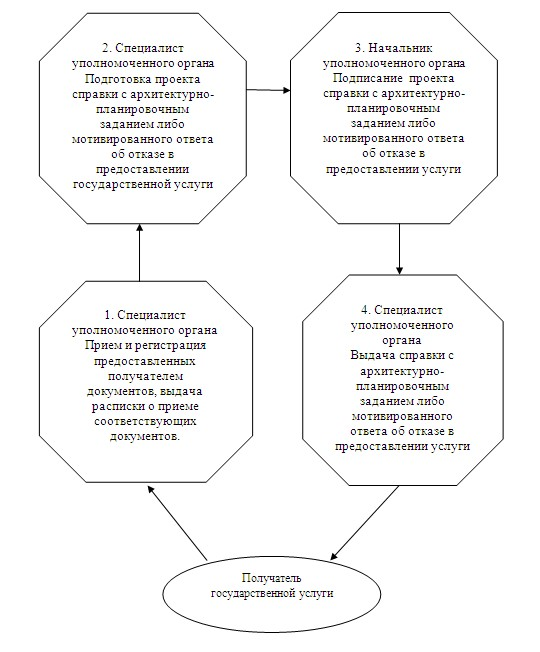 2. Специалист
уполномоченного органа
Подготовка проекта
справки с архитектурно-
планировочным
заданием либо
мотивированного ответа
об отказе в
предоставлении
государственной услуги
3. Начальник
уполномоченного органа
Подписание проекта
справки с архитектурно-
планировочным
заданием либо
мотивированного ответа
об отказе в
предоставлении услуги
1. Специалист
уполномоченного органа
Прием и регистрация
предоставленных
получателем
документов, выдача
расписки о приеме
соответствующих
документов.
4. Специалист
уполномоченного
органа
Выдача справки с
архитектурно-
планировочным
заданием либо
мотивированного
ответа об отказе в
предоставлении услуги
Получатель
государственной услуги